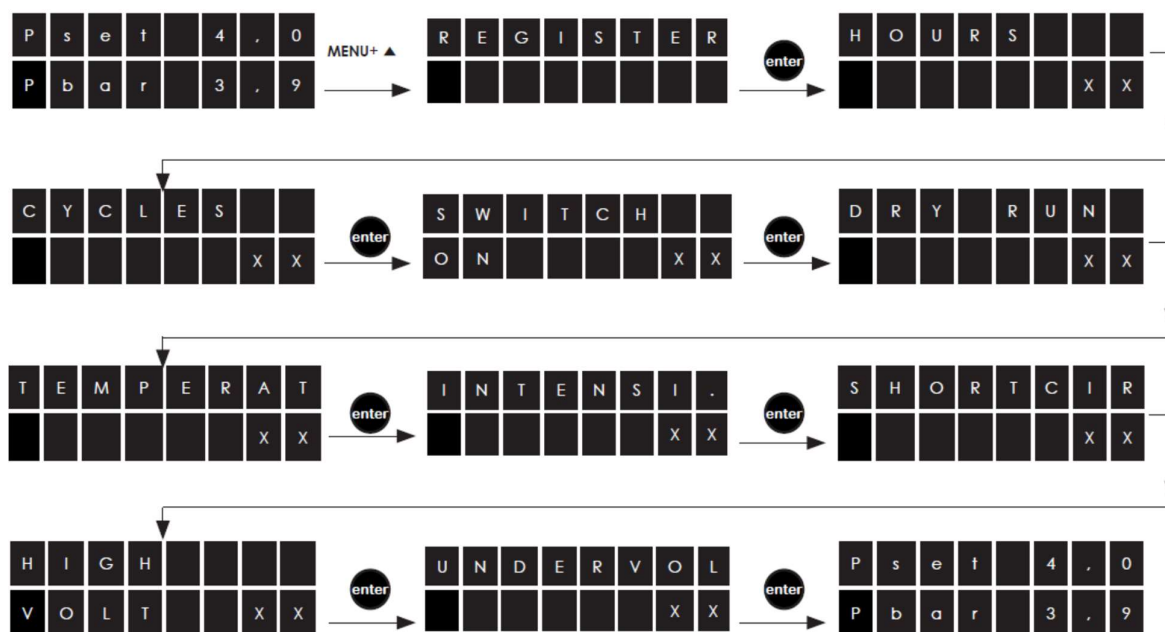 Pset 4,0
Pbar 3,9
MENU+ ▲
REGISTER
enter
HOURS
XX
CYCLES
XX
enter
SWITCH
ON XX
enter
DRY RUN
XX
TEMPERAT
XX
enter
INTENSI.
XX
enter
SHORTCIR
XX
HIGH
VOLT XX
enter
UNDERVOL
XX
enter
Pset 4,0
Pbar 3,9